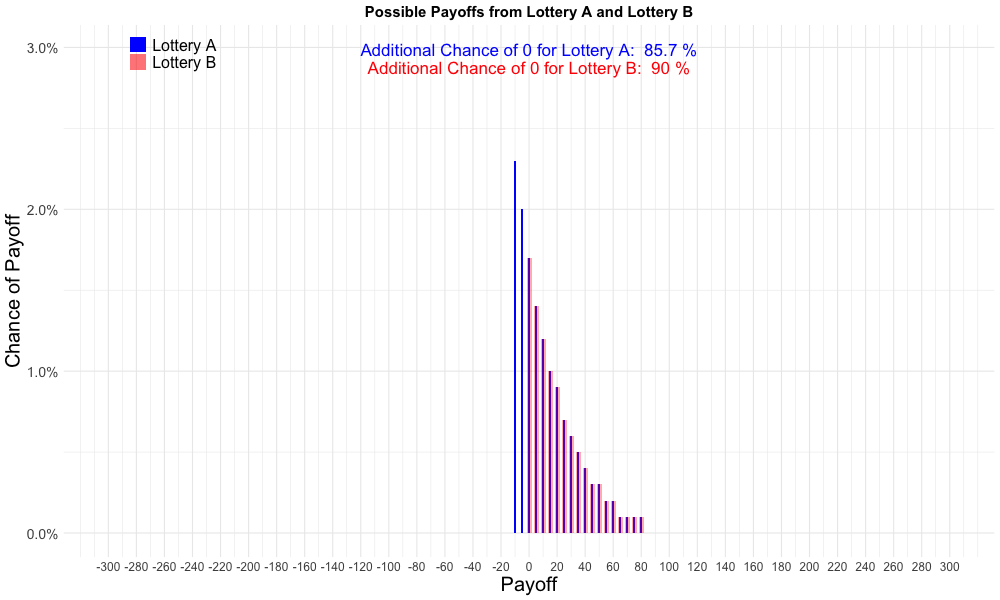 Possible Payoffs from Lottery A and Lottery B
Lottery A
Lottery B
Additional Chance of 0 for Lottery A:  85.7 %
Additional Chance of 0 for Lottery B:  90 %
Chance of Payoff
3.0%
2.0%
1.0%
0.0%
-300 -280 -260 -240 -220 -200 -180 -160 -140 -120 -100 -80 -60 -40 -20 0 20 40 60 80 100 120 140 160 180 200 220 240 260 280 300
Payoff